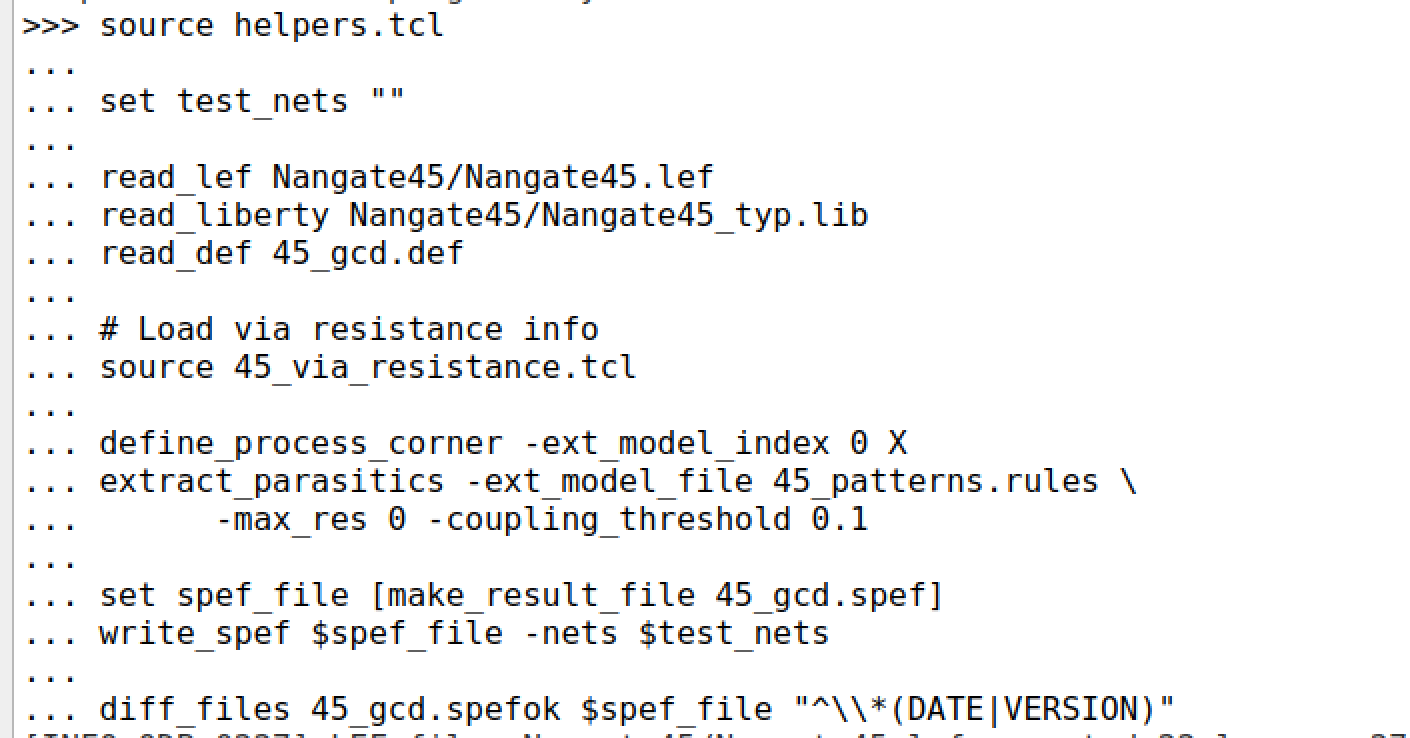 >>> source helpers.tcl
...
... set test_nets ""
...
... read_lef Nangate45/Nangate45.lef
... read_liberty Nangate45/Nangate45_typ.lib
... read_def 45_gcd.def
...
... # Load via resistance info
... source 45_via_resistance.tcl
...
... define_process_corner -ext_model_index 0 X
... extract_parasitics -ext_model_file 45_patterns.rules \
...       -max_res 0 -coupling_threshold 0.1
...
... set spef_file [make_result_file 45_gcd.spef]
... write_spef $spef_file -nets $test_nets
...
... diff_files 45_gcd.spefok $spef_file "^\\*(DATE|VERSION)"